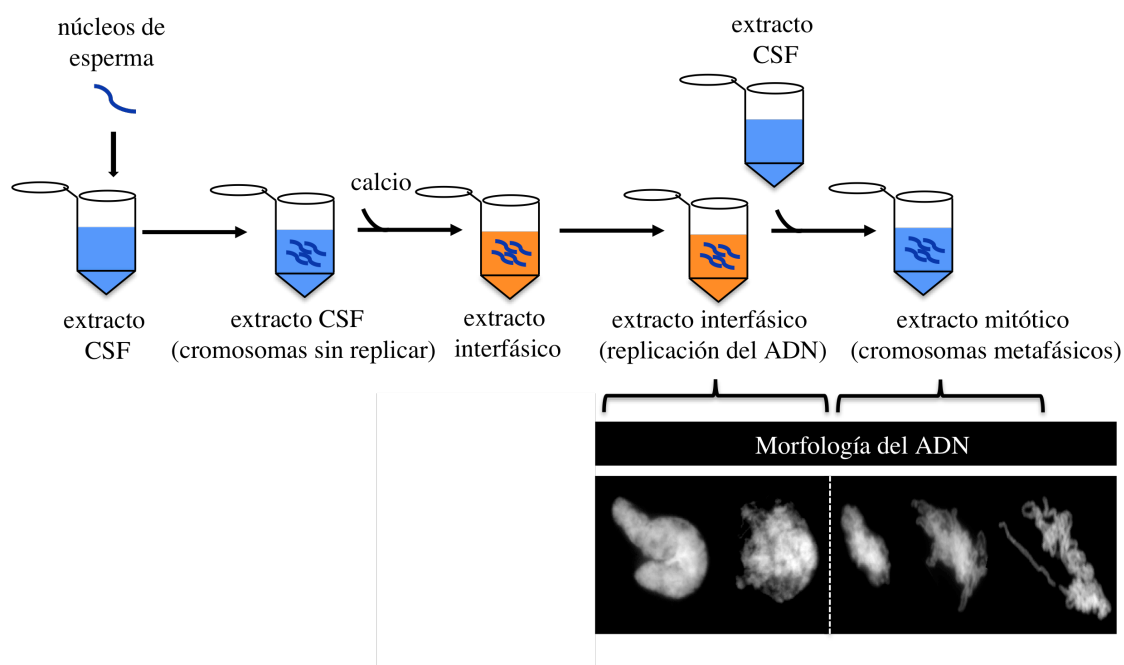 núcleos de
esperma
extracto
CSF
calcio
extracto
CSF
extracto CSF
(cromosomas sin replicar)
extracto
interfásico
extracto interfásico
(replicación del ADN)
extracto mitótico
(cromosomas metafásicos)
Morfología del ADN